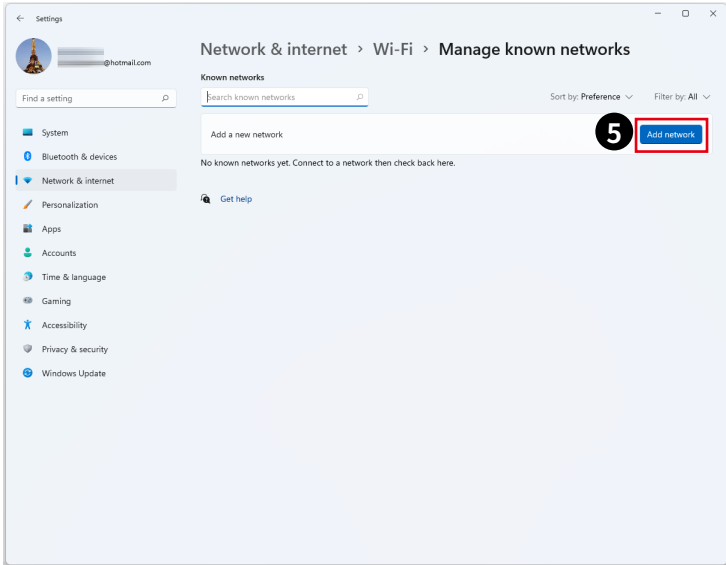 Settings
@hotmail.com
Network & internet > Wi-Fi > Manage known networks
Known networks
Find a setting
Search known networks
Sort by: Preference
Filter by: All
Add a new network
5
Add network
No known networks yet. Connect to a network then check back here.
Get help
System
Bluetooth & devices
Network & internet
Personalization
Apps
Accounts
Time & language
Gaming
Accessibility
Privacy & security
Windows Update